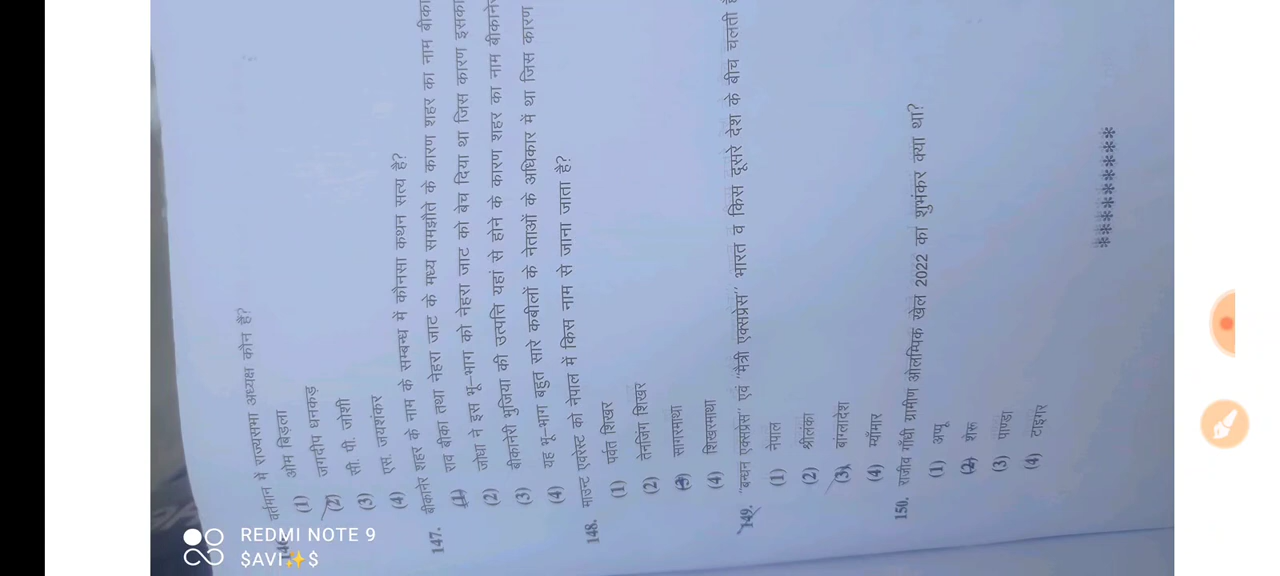 146. वर्तमान में राज्यसभा अध्यक्ष कौन हैं?
(1) ओम बिड़ला
(2) जगदीप धनकड़
(3) सी. पी. जोशी
(4) एस. जयशंकर
147. बीकानेर शहर के नाम के सम्बन्ध में कौनसा कथन सत्य है?
(1) राव बीका तथा नेहरा जाट के मध्य समझौते के कारण शहर का नाम बीका
(2) जोधा ने इस भू-भाग को नेहरा जाट को बेच दिया था जिस कारण इसका
(3) बीकानेरी भुजिया की उत्पत्ति यहां से होने के कारण शहर का नाम बीकानेर
(4) यह भू-भाग बहुत सारे कबीलों के नेताओं के अधिकार में था जिस कारण
148. माउन्ट एवरेस्ट को नेपाल में किस नाम से जाना जाता है?
(1) पर्वत शिखर
(2) तेनजिंग शिखर
(3) सागरमाथा
(4) शिखरमाथा
149. "बन्धन एक्सप्रेस" एवं "मैत्री एक्सप्रेस" भारत व किस दूसरे देश के बीच चलती है
(1) नेपाल
(2) श्रीलंका
(3) बांग्लादेश
(4) म्याँमार
150. राजीव गाँधी ग्रामीण ओलम्पिक खेल 2022 का शुभंकर क्या था?
(1) अप्पू
(2) शेरू
(3) पाण्डा
(4) टाइगर
**********
REDMI NOTE 9
$AVI✨$